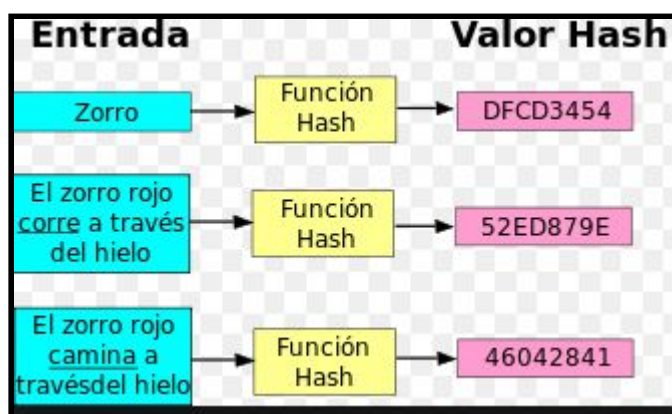 Entrada
Valor Hash
Zorro
Función
Hash
DFCD3454
El zorro rojo
corre a través
del hielo
Función
Hash
52ED879E
El zorro rojo
camina a
travésdel hielo
Función
Hash
46042841